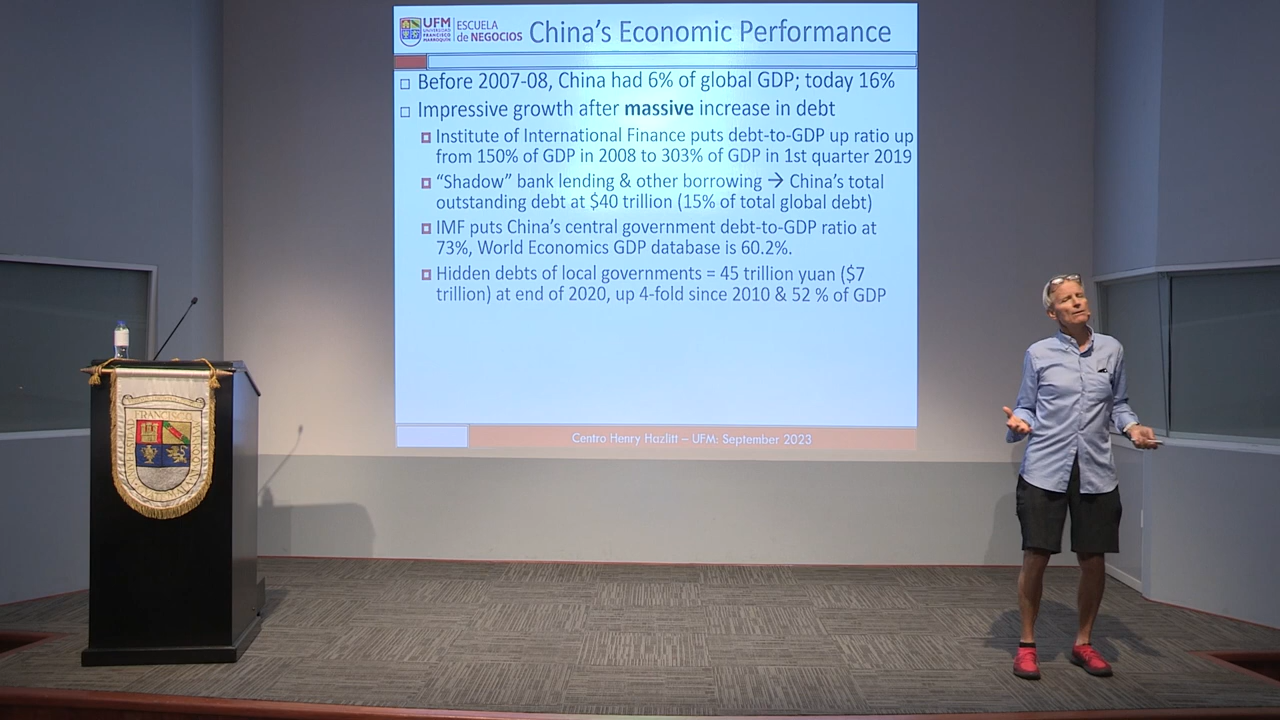 UFM
UNIVERSIDAD
FRANCISCO
MARROQUÍN
ESCUELA
de NEGOCIOS
China's Economic Performance
Before 2007-08, China had 6% of global GDP; today 16%
Impressive growth after massive increase in debt
Institute of International Finance puts debt-to-GDP up ratio up
from 150% of GDP in 2008 to 303% of GDP in 1st quarter 2019
“Shadow” bank lending & other borrowing → China's total
outstanding debt at $40 trillion (15% of total global debt)
IMF puts China's central government debt-to-GDP ratio at
73%, World Economics GDP database is 60.2%.
Hidden debts of local governments = 45 trillion yuan ($7
trillion) at end of 2020, up 4-fold since 2010 & 52 % of GDP
Centro Henry Hazlitt – UFM: September 2023
FRANCISCO